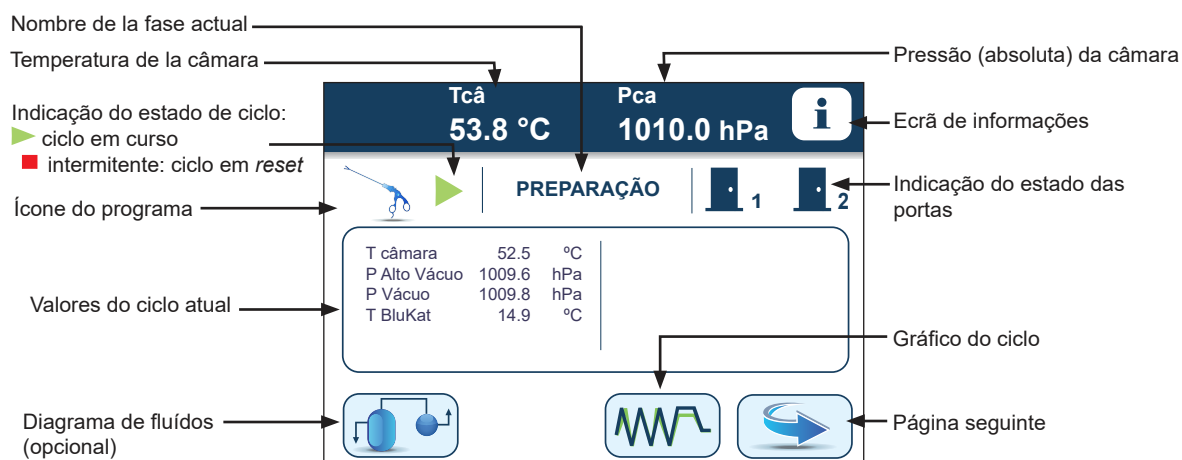 Nombre de la fase actual
Temperatura de la câmara
Pressão (absoluta) da câmara
Indicação do estado de ciclo:
ciclo em curso
intermitente: ciclo em reset
Tcâ
53.8 °C
Pca
1010.0 hPa
i
Ecrã de informações
Ícone do programa
PREPARAÇÃO
1
2
Indicação do estado das
portas
Valores do ciclo atual
T câmara 52.5 ºC
P Alto Vácuo 1009.6 hPa
P Vácuo 1009.8 hPa
T BluKat 14.9 ºC
Gráfico do ciclo
Diagrama de fluídos
(opcional)
Página seguinte